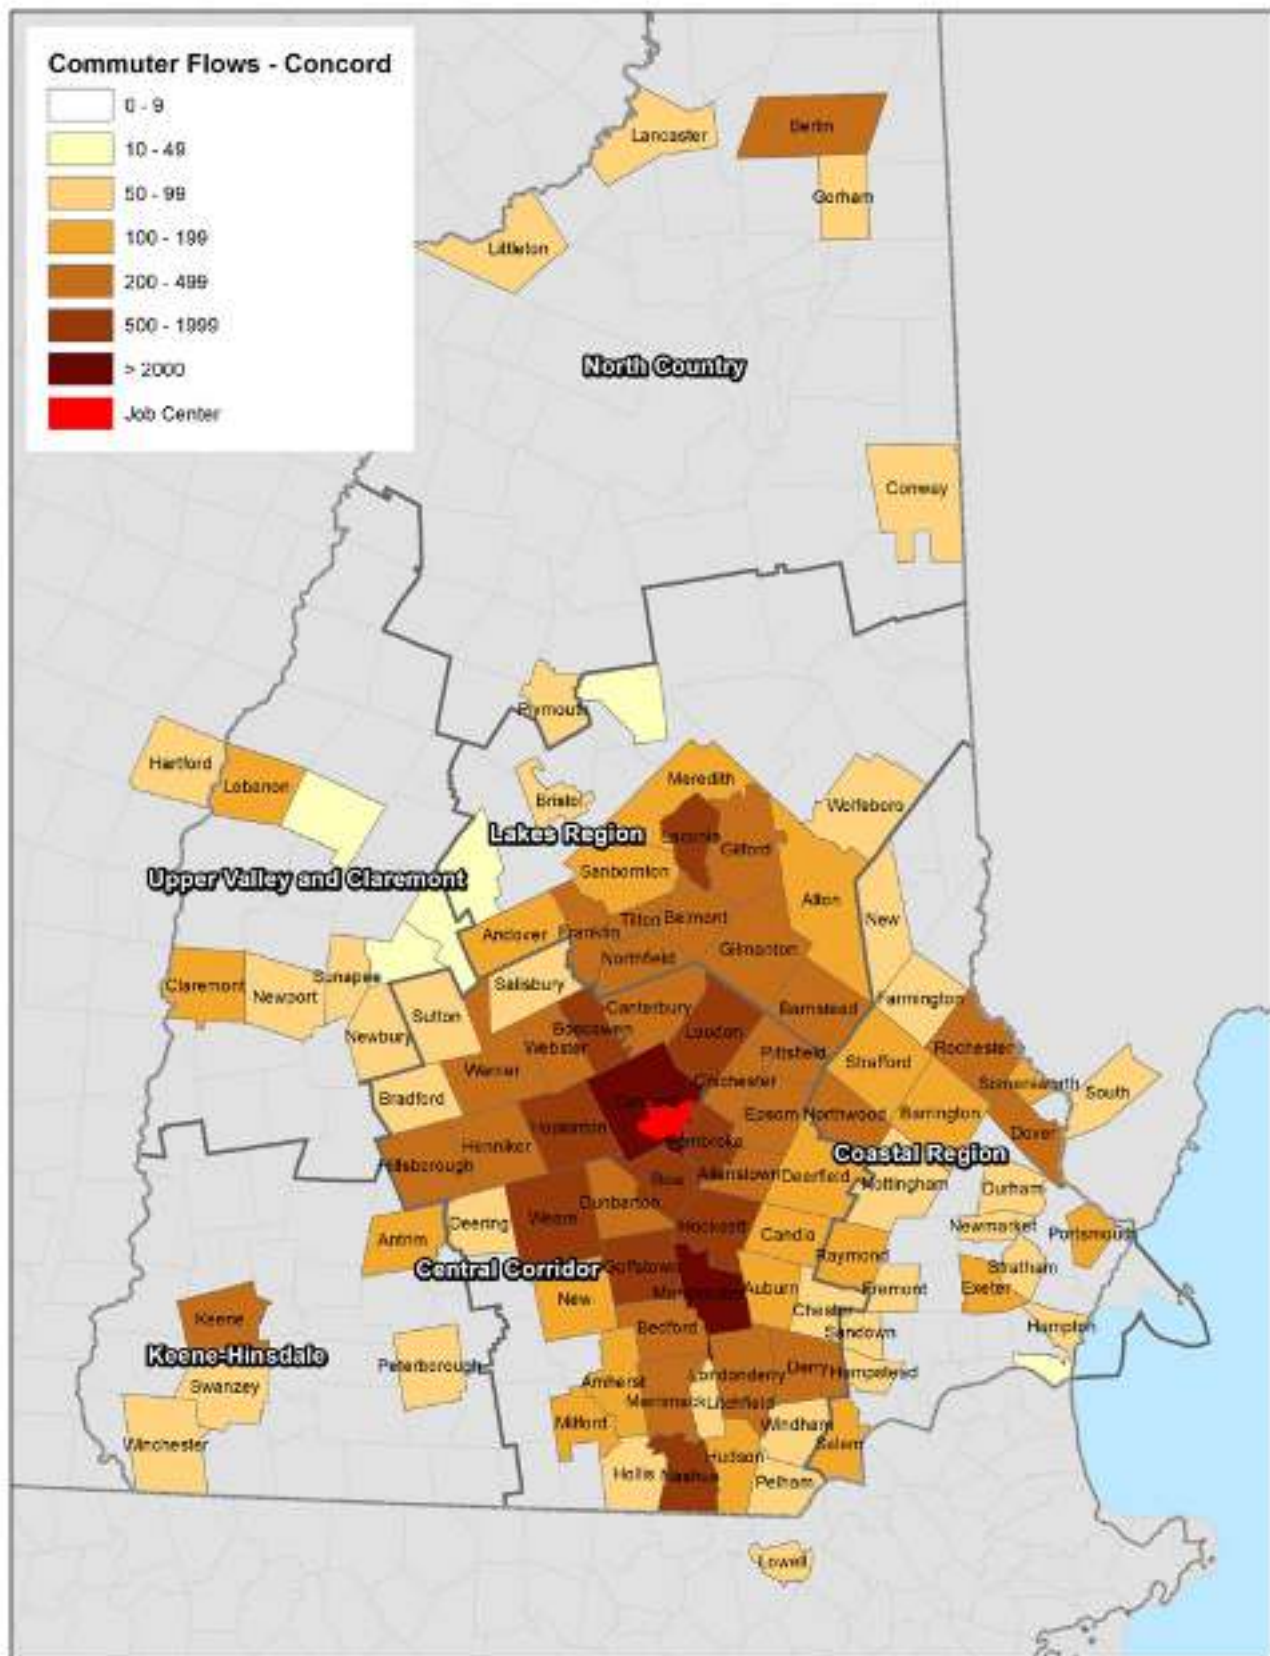 Commuter Flows - Concord
0 - 9
10 - 49
50 - 99
100 - 199
200 - 499
500 - 1999
> 2000
Job Center
Lancaster
Berlin
Gorham
Littleton
North Country
Conway
Plymouth
Hartford
Lebanon
Meredith
Bristol
Wolfeboro
Lakes Region
Laconia
Gilford
Sanbornton
Upper Valley and Claremont
Alton
New
Andover
Franklin
Tilton
Belmont
Northfield
Gilmanton
Claremont
Newport
Sunapee
Salisbury
Farmington
Sutton
Canterbury
Barnstead
Newbury
Boscawen
Loudon
Webster
Pittsfield
Strafford
Rochester
Warner
Chichester
Somersworth
South
Bradford
Epsom
Northwood
Barrington
Hopkinton
Pembroke
Dover
Henniker
Hillsborough
Coastal Region
Bow
Allenstown
Deerfield
Nottingham
Durham
Dunbarton
Deering
Weare
Hooksett
Candia
Newmarket
Portsmouth
Antrim
Raymond
Central Corridor
Goffstown
Stratham
Manchester
Auburn
Fremont
Exeter
New
Chester
Keene
Bedford
Sandown
Hampton
Keene-Hinsdale
Peterborough
Londonderry
Derry
Hampstead
Swanzey
Amherst
Merrimack
Litchfield
Milford
Windham
Salem
Winchester
Hudson
Hollis
Nashua
Pelham
Lowell